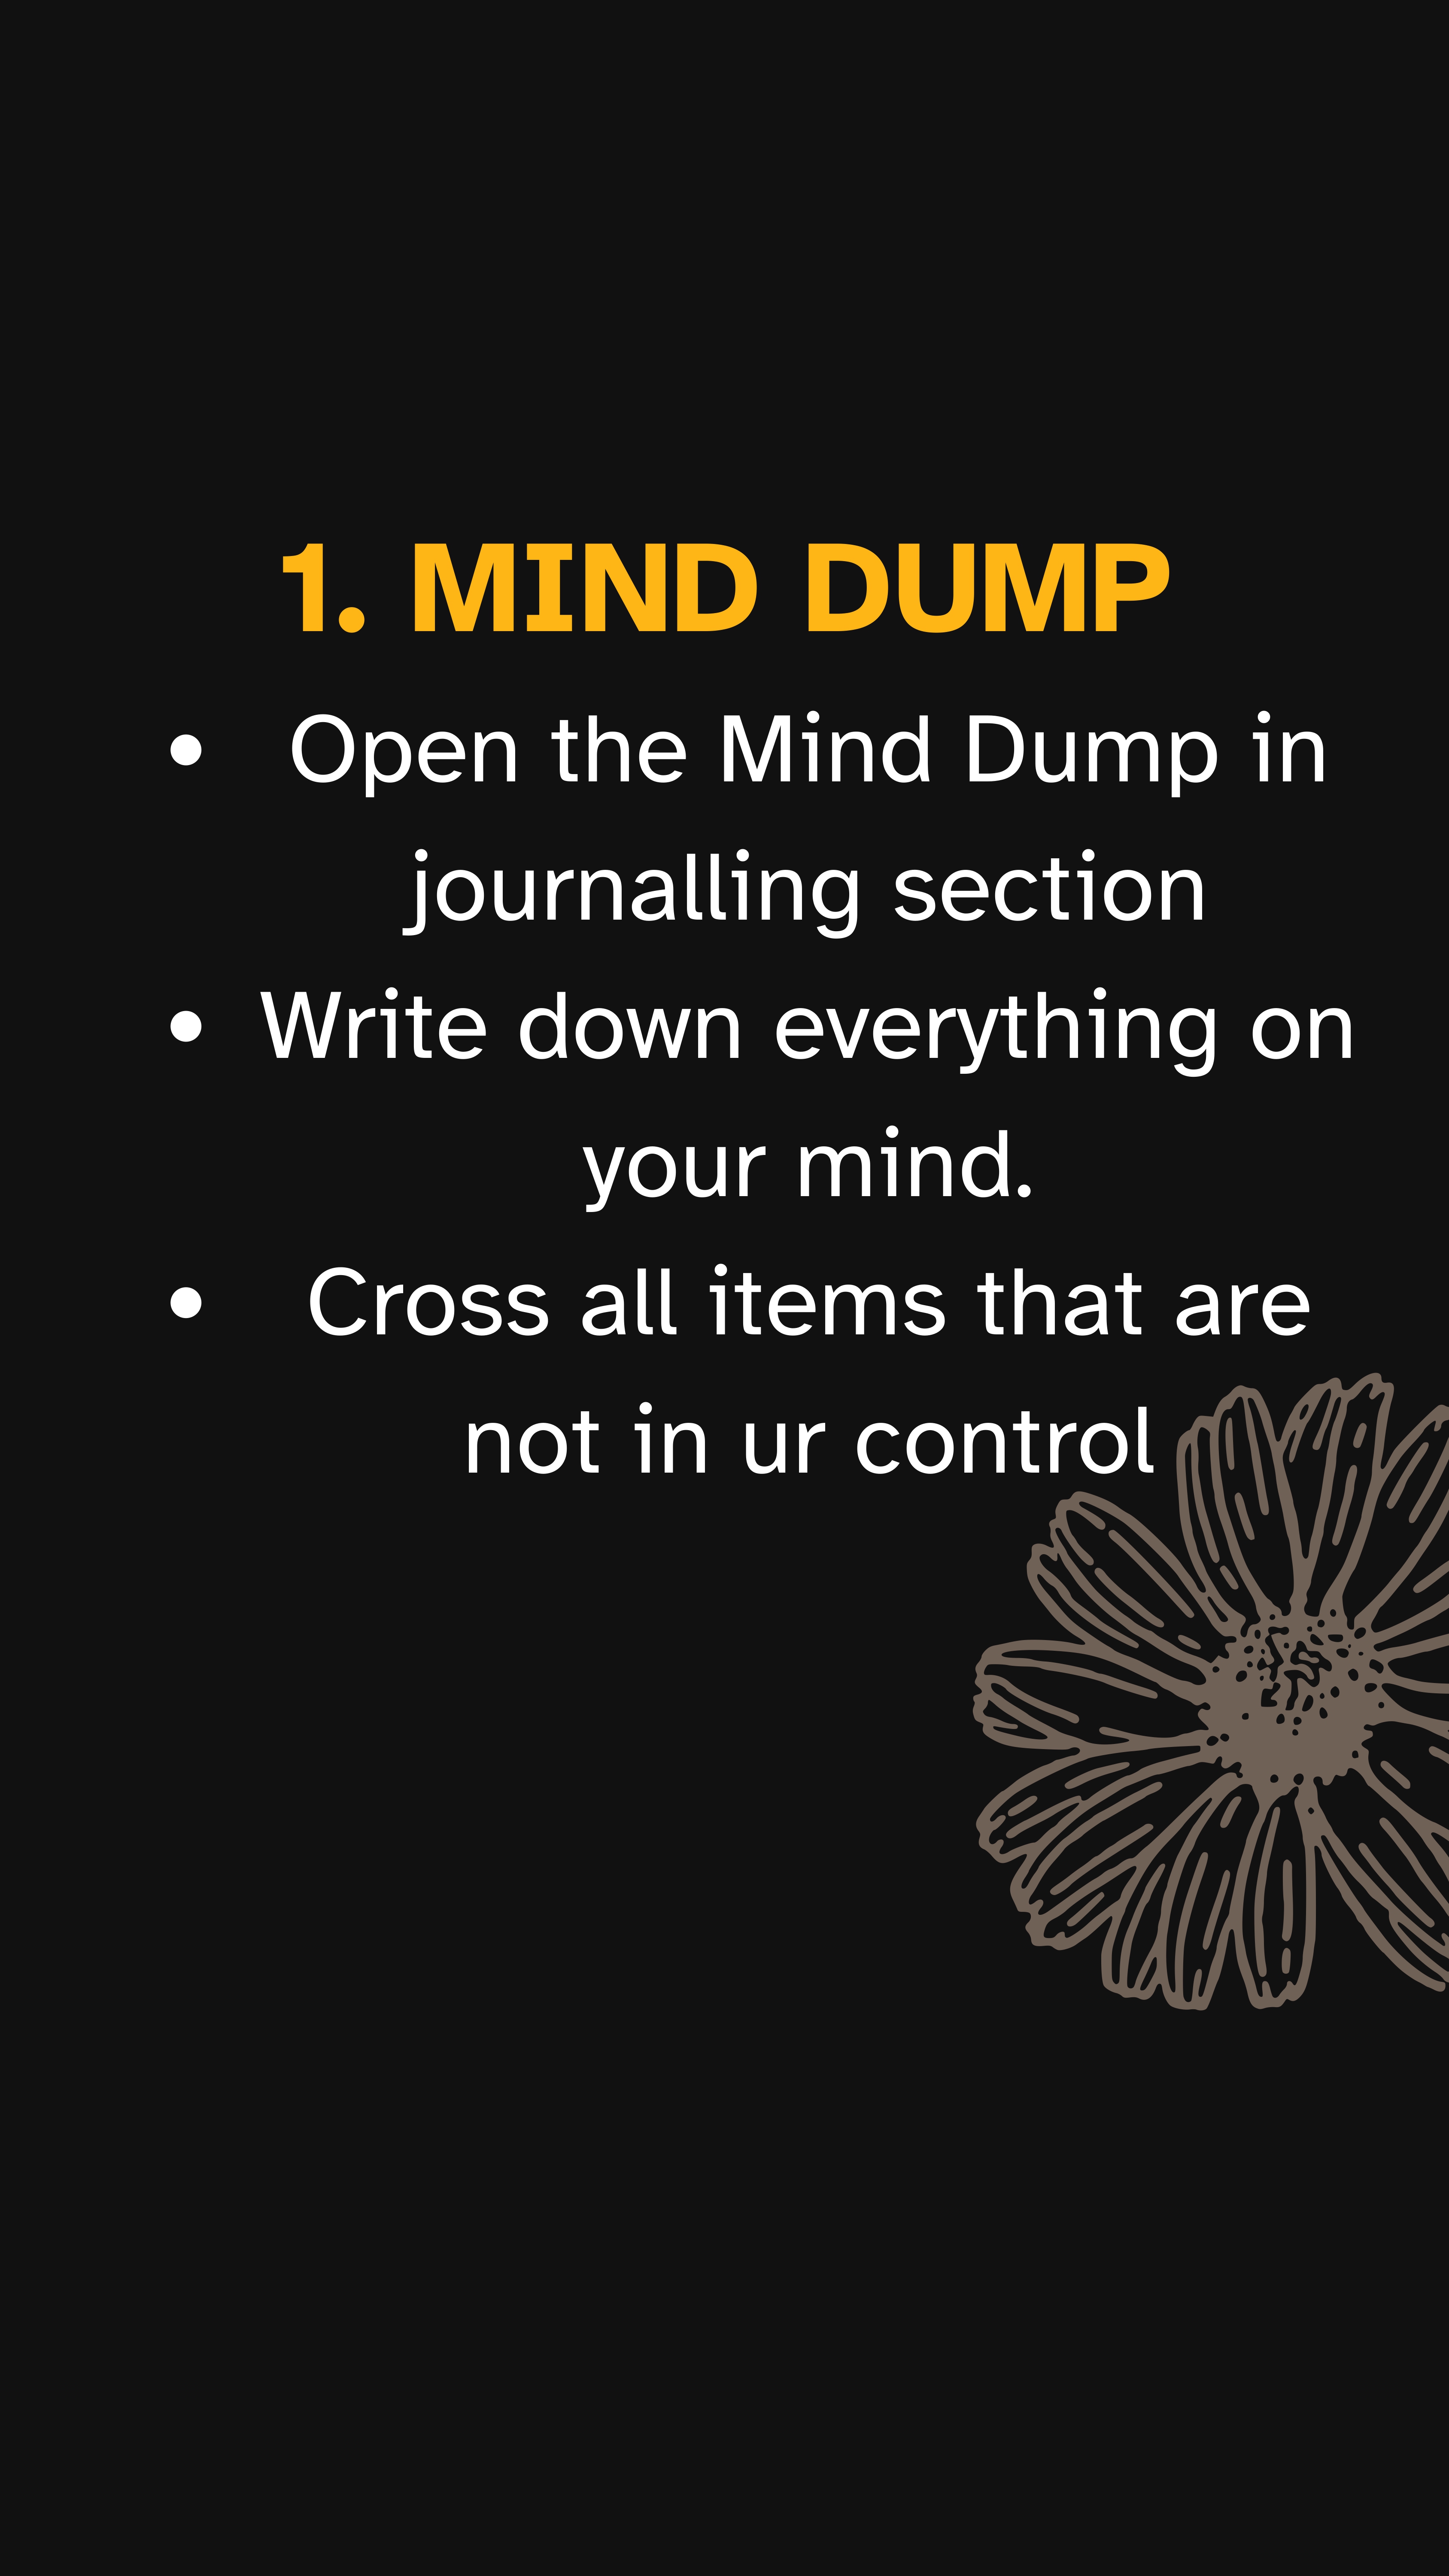 1. MIND DUMP
• Open the Mind Dump in
journalling section
• Write down everything on
your mind.
• Cross all items that are
not in ur control